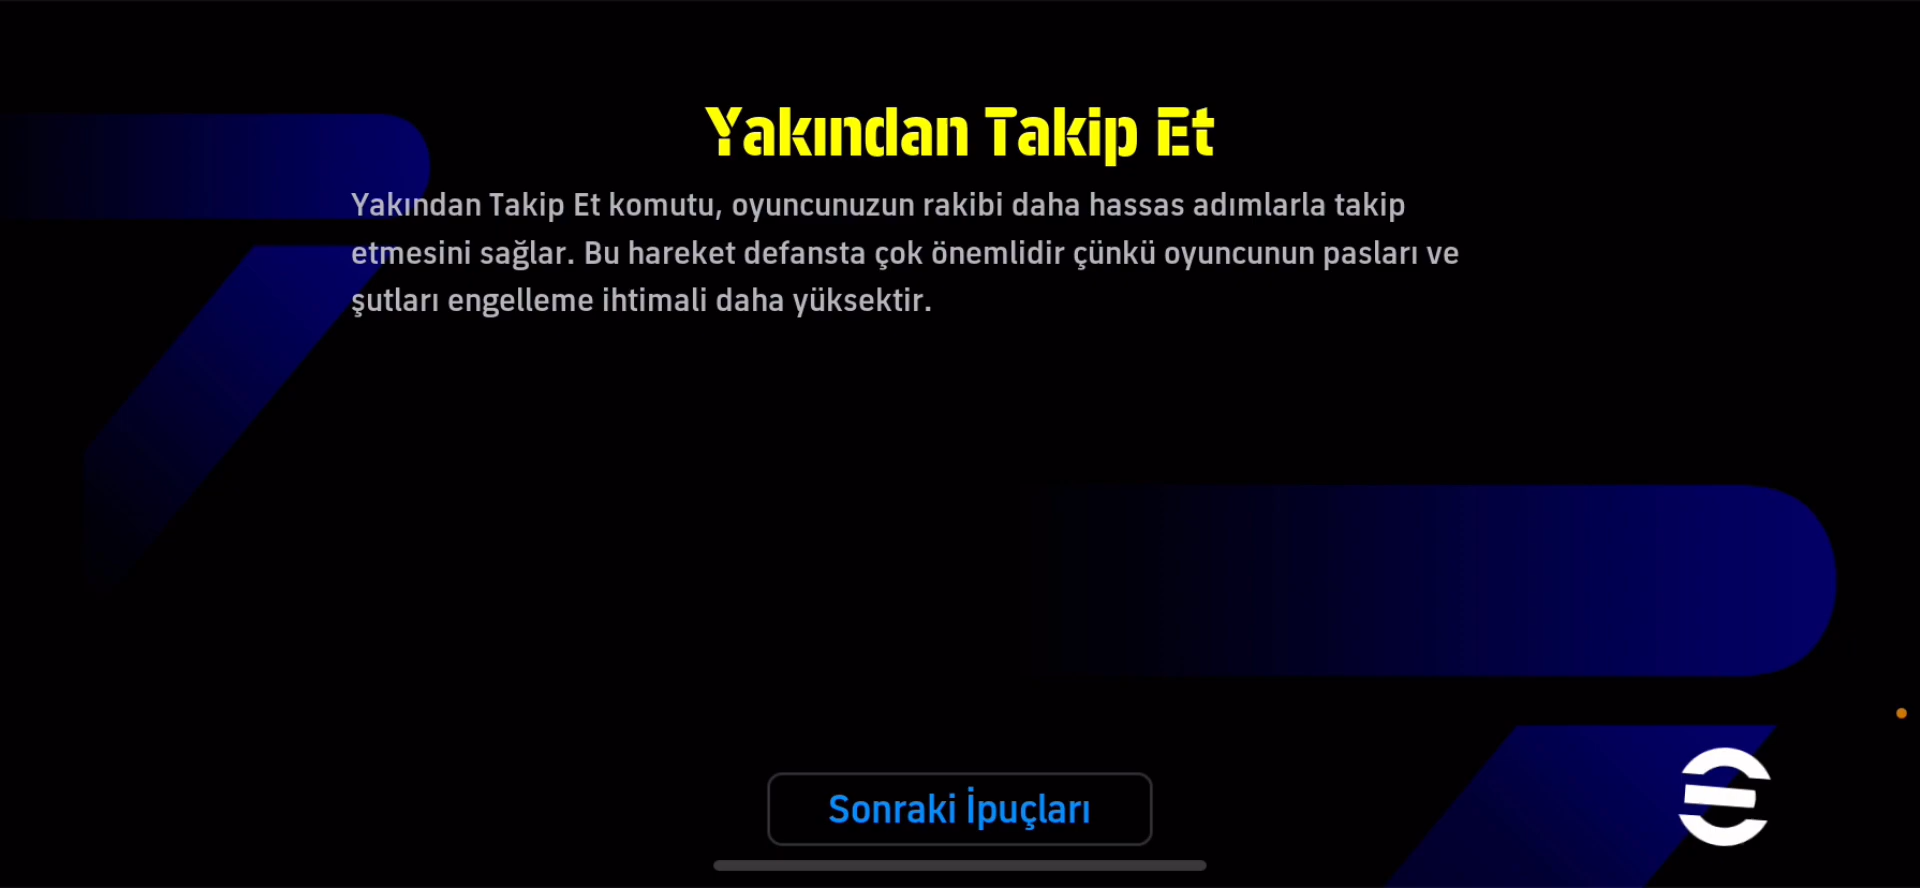 Yakından Takip Et
Yakından Takip Et komutu, oyuncunuzun rakibi daha hassas adımlarla takip
etmesini sağlar. Bu hareket defansta çok önemlidir çünkü oyuncunun pasları ve
şutları engelleme ihtimali daha yüksektir.
Sonraki İpuçları